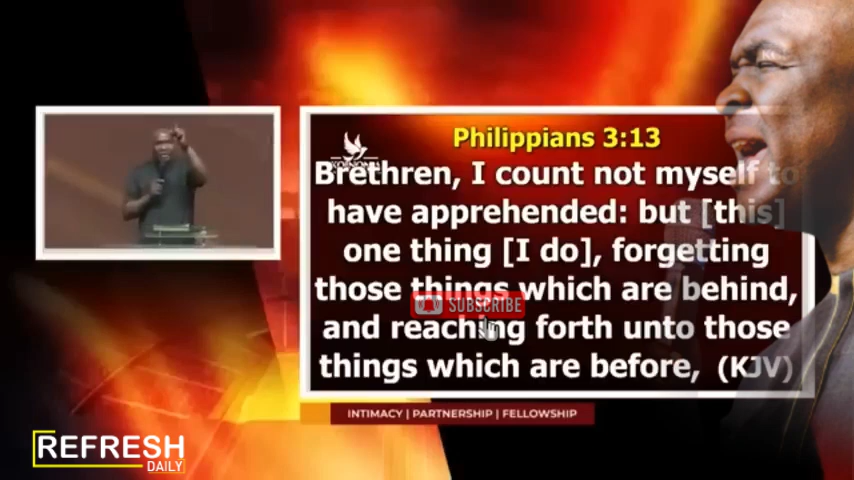 Philippians 3:13
KOINONIA
Brethren, I count not myself to
have apprehended: but [this]
one thing [I do], forgetting
those things which are behind,
SUBSCRIBE
and reaching forth unto those
things which are before, (KJV)
INTIMACY | PARTNERSHIP | FELLOWSHIP
REFRESH
DAILY